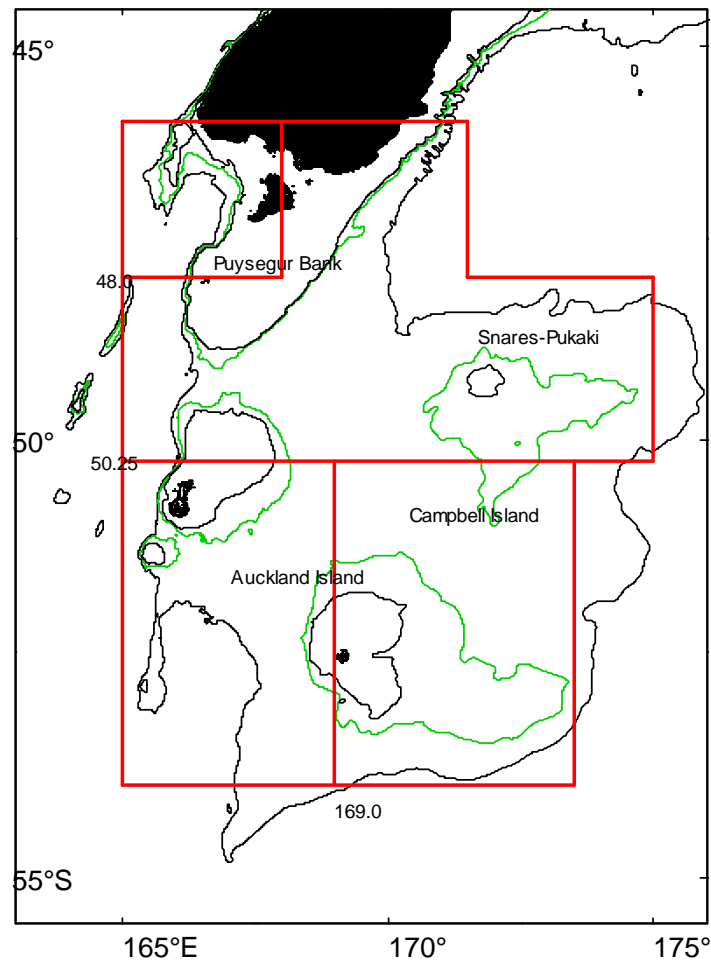 45°
Puysegur Bank
48.0
Snares-Pukaki
50°
50.25
Campbell Island
Auckland Island
169.0
55°S
165°E
170°
175°